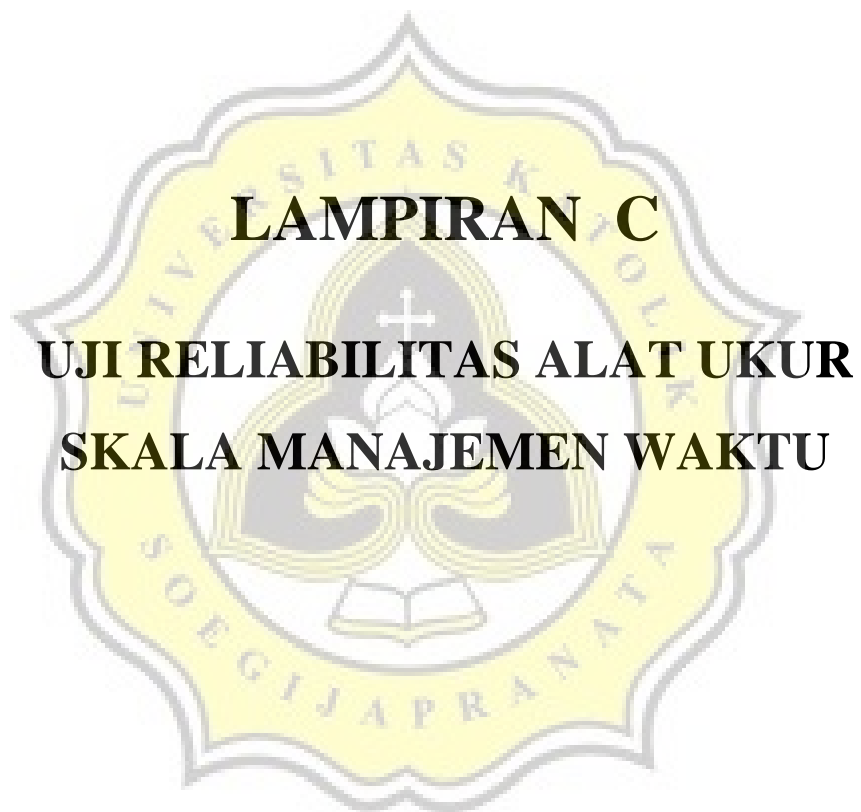 LAMPIRAN C
UJI RELIABILITAS ALAT UKUR
SKALA MANAJEMEN WAKTU
UNIVERSITAS KATOLIK
SOEGIJAPRANATA